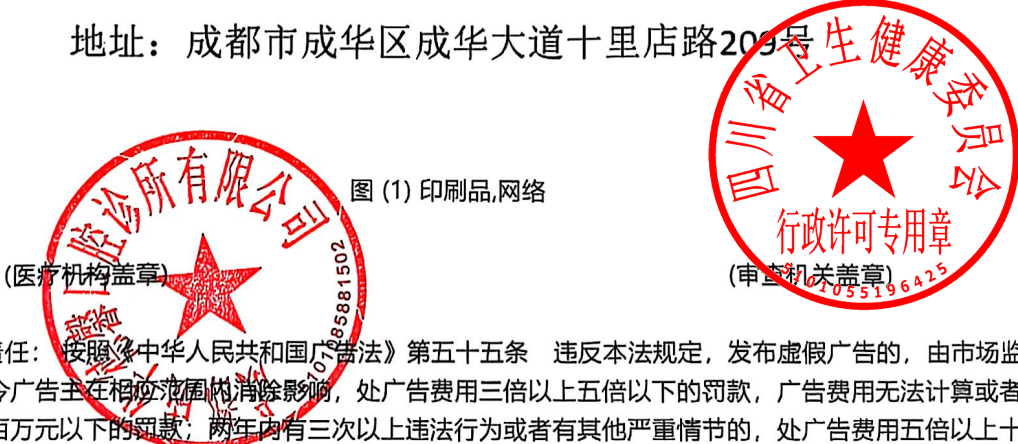 地址：成都市成华区成华大道十里店路209号
四川省卫生健康委员会
行政许可专用章
5101055196425
图 (1) 印刷品,网络
腔诊所有限公司
5101085881502
(医疗机构盖章)
(审查机关盖章)
责任：按照《中华人民共和国广告法》第五十五条 违反本法规定，发布虚假广告的，由市场监
令广告主在相应范围内消除影响，处广告费用三倍以上五倍以下的罚款，广告费用无法计算或者
百万元以下的罚款；两年内有三次以上违法行为或者有其他严重情节的，处广告费用五倍以上十